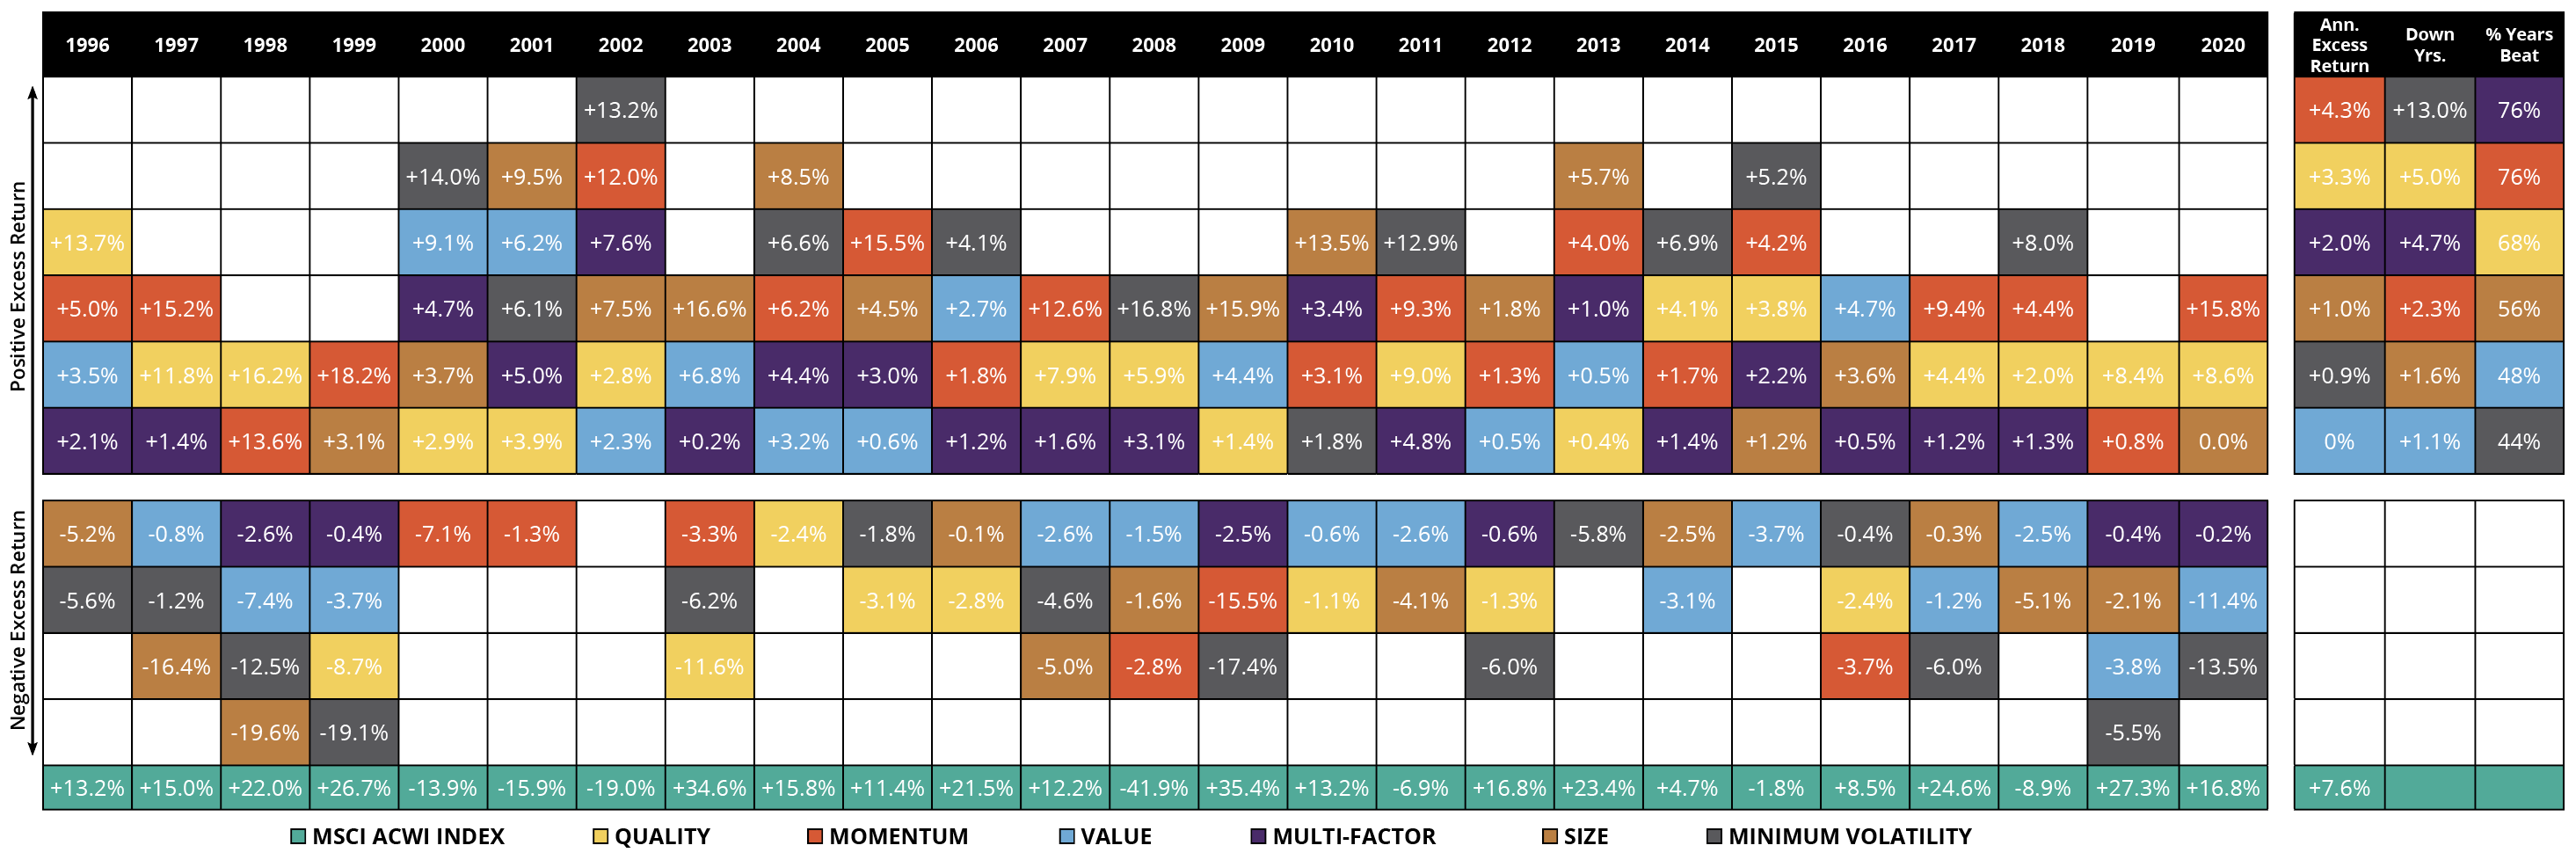 1996 1997 1998 1999 2000 2001 2002 2003 2004 2005 2006 2007 2008 2009 2010 2011 2012 2013 2014 2015 2016 2017 2018 2019 2020 Ann. Excess Return Down Yrs. % Years Beat
Positive Excess Return
+13.2% +4.3% +13.0% 76%
+14.0% +9.5% +12.0% +8.5% +5.7% +5.2% +3.3% +5.0% 76%
+13.7% +9.1% +6.2% +7.6% +6.6% +15.5% +4.1% +13.5% +12.9% +4.0% +6.9% +4.2% +8.0% +2.0% +4.7% 68%
+5.0% +15.2% +4.7% +6.1% +7.5% +16.6% +6.2% +4.5% +2.7% +12.6% +16.8% +15.9% +3.4% +9.3% +1.8% +1.0% +4.1% +3.8% +4.7% +9.4% +4.4% +15.8% +1.0% +2.3% 56%
+3.5% +11.8% +16.2% +18.2% +3.7% +5.0% +2.8% +6.8% +4.4% +3.0% +1.8% +7.9% +5.9% +4.4% +3.1% +9.0% +1.3% +0.5% +1.7% +2.2% +3.6% +4.4% +2.0% +8.4% +8.6% +0.9% +1.6% 48%
+2.1% +1.4% +13.6% +3.1% +2.9% +3.9% +2.3% +0.2% +3.2% +0.6% +1.2% +1.6% +3.1% +1.4% +1.8% +4.8% +0.5% +0.4% +1.4% +1.2% +0.5% +1.2% +1.3% +0.8% 0.0% 0% +1.1% 44%
Negative Excess Return
-5.2% -0.8% -2.6% -0.4% -7.1% -1.3% -3.3% -2.4% -1.8% -0.1% -2.6% -1.5% -2.5% -0.6% -2.6% -0.6% -5.8% -2.5% -3.7% -0.4% -0.3% -2.5% -0.4% -0.2%
-5.6% -1.2% -7.4% -3.7% -6.2% -3.1% -2.8% -4.6% -1.6% -15.5% -1.1% -4.1% -1.3% -3.1% -2.4% -1.2% -5.1% -2.1% -11.4%
-16.4% -12.5% -8.7% -11.6% -5.0% -2.8% -17.4% -6.0% -3.7% -6.0% -3.8% -13.5%
-19.6% -19.1% -5.5%
+13.2% +15.0% +22.0% +26.7% -13.9% -15.9% -19.0% +34.6% +15.8% +11.4% +21.5% +12.2% -41.9% +35.4% +13.2% -6.9% +16.8% +23.4% +4.7% -1.8% +8.5% +24.6% -8.9% +27.3% +16.8% +7.6%
MSCI ACWI INDEX QUALITY MOMENTUM VALUE MULTI-FACTOR SIZE MINIMUM VOLATILITY